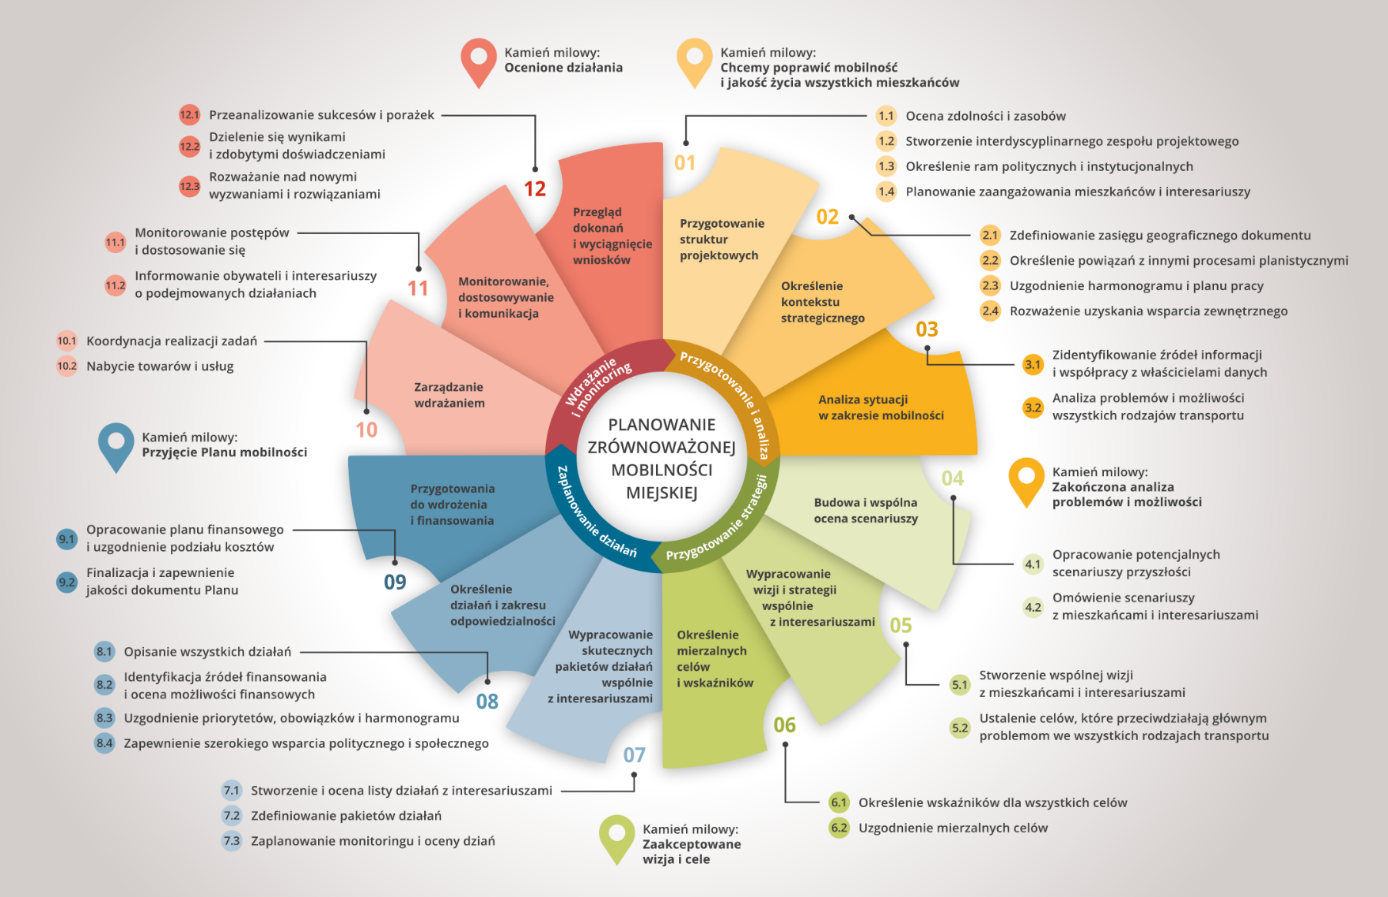 Kamień milowy:
Ocenione działania
Kamień milowy:
Chcemy poprawić mobilność
i jakość życia wszystkich mieszkańców
12.1 Przeanalizowanie sukcesów i porażek
12.2 Dzielenie się wynikami
i zdobytymi doświadczeniami
12.3 Rozważanie nad nowymi
wyzwaniami i rozwiązaniami
12
Przegląd
dokonań
i wyciągnięcie
wniosków
01
1.1 Ocena zdolności i zasobów
1.2 Stworzenie interdyscyplinarnego zespołu projektowego
1.3 Określenie ram politycznych i instytucjonalnych
1.4 Planowanie zaangażowania mieszkańców i interesariuszy
Przygotowanie
struktur
projektowych
02
2.1 Zdefiniowanie zasięgu geograficznego dokumentu
2.2 Określenie powiązań z innymi procesami planistycznymi
2.3 Uzgodnienie harmonogramu i planu pracy
2.4 Rozważenie uzyskania wsparcia zewnętrznego
Określenie
kontekstu
strategicznego
03
3.1 Zidentyfikowanie źródeł informacji
i współpracy z właścicielami danych
3.2 Analiza problemów i możliwości
wszystkich rodzajów transportu
Analiza sytuacji
w zakresie mobilności
Kamień milowy:
Zakończona analiza
problemów i możliwości
11.1 Monitorowanie postępów
i dostosowanie się
11.2 Informowanie obywateli i interesariuszy
o podejmowanych działaniach
11
Monitorowanie,
dostosowywanie
i komunikacja
10.1 Koordynacja realizacji zadań
10.2 Nabycie towarów i usług
10
Zarządzanie
wdrażaniem
Kamień milowy:
Przyjęcie Planu mobilności
Wdrażanie
i monitoring
Przygotowanie i analiza
Przygotowanie strategii
Zaplanowanie działań
PLANOWANIE
ZRÓWNOWAŻONEJ
MOBILNOŚCI
MIEJSKIEJ
04
Budowa i wspólna
ocena scenariuszy
4.1 Opracowanie potencjalnych
scenariuszy przyszłości
4.2 Omówienie scenariuszy
z mieszkańcami i interesariuszami
Przygotowania
do wdrożenia
i finansowania
09
9.1 Opracowanie planu finansowego
i uzgodnienie podziału kosztów
9.2 Finalizacja i zapewnienie
jakości dokumentu Planu
Wypracowanie
wizji i strategii
wspólnie
z interesariuszami
05
5.1 Stworzenie wspólnej wizji
z mieszkańcami i interesariuszami
5.2 Ustalenie celów, które przeciwdziałają głównym
problemom we wszystkich rodzajach transportu
Określenie
działań i zakresu
odpowiedzialności
08
8.1 Opisanie wszystkich działań
8.2 Identyfikacja źródeł finansowania
i ocena możliwości finansowych
8.3 Uzgodnienie priorytetów, obowiązków i harmonogramu
8.4 Zapewnienie szerokiego wsparcia politycznego i społecznego
Wypracowanie
skutecznych
pakietów działań
wspólnie
z interesariuszami
07
7.1 Stworzenie i ocena listy działań z interesariuszami
7.2 Zdefiniowanie pakietów działań
7.3 Zaplanowanie monitoringu i oceny dział
Określenie
mierzalnych
celów
i wskaźników
06
6.1 Określenie wskaźników dla wszystkich celów
6.2 Uzgodnienie mierzalnych celów
Kamień milowy:
Zaakceptowane
wizja i cele